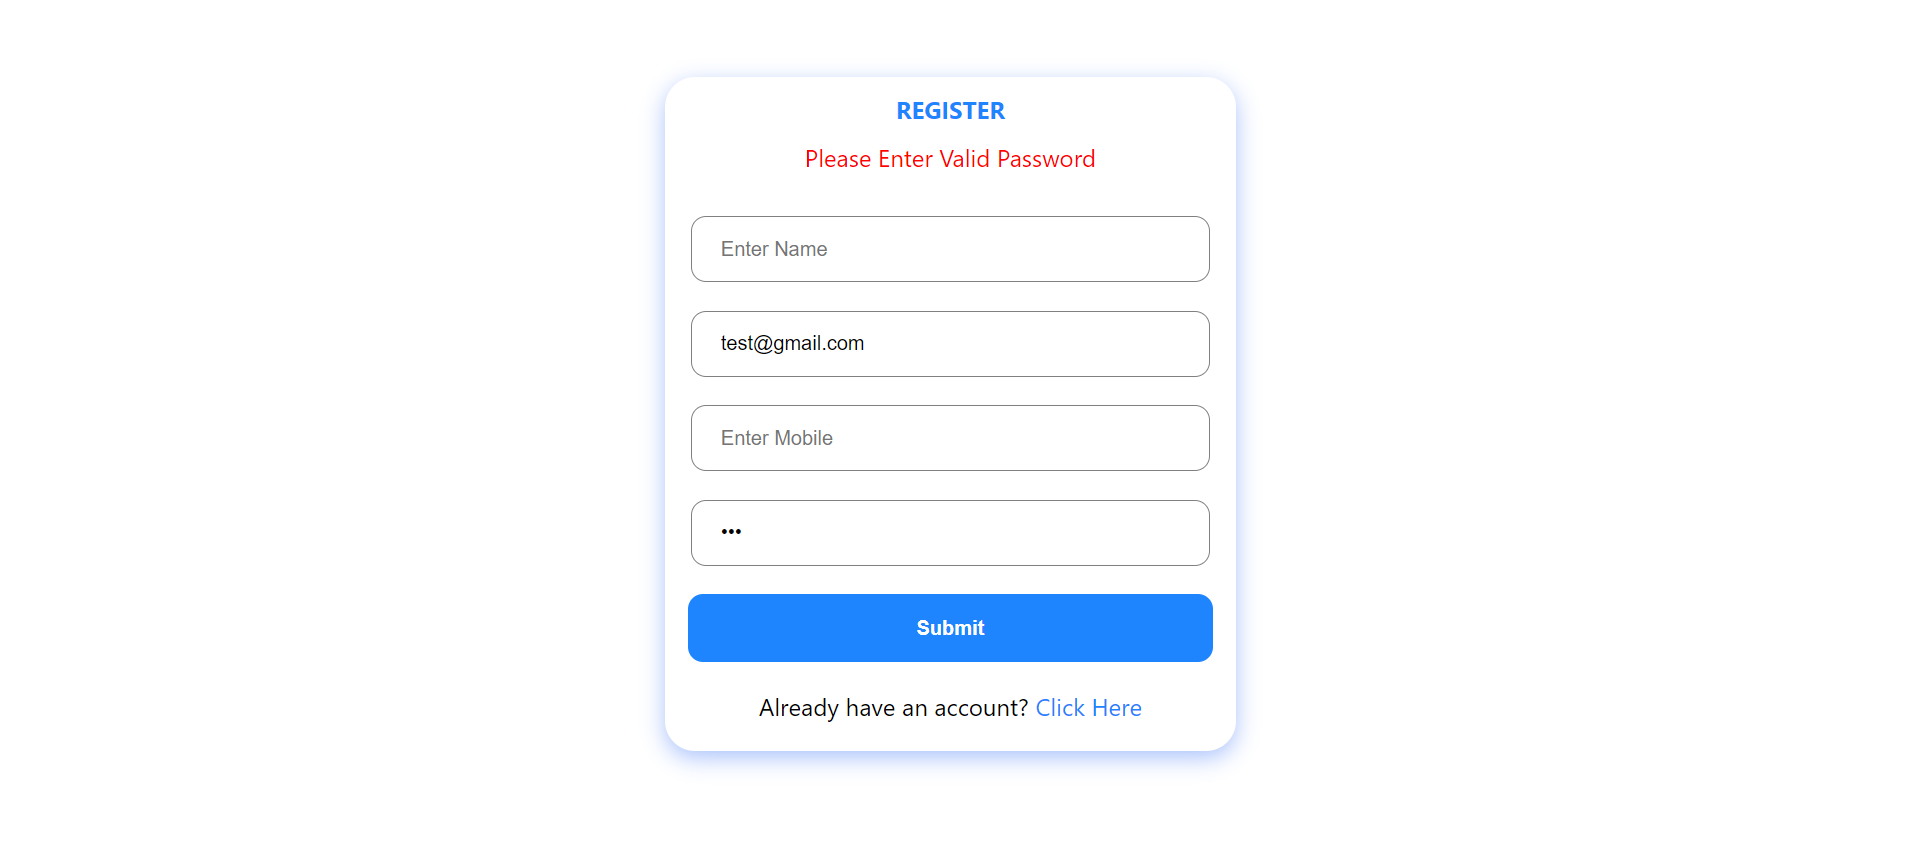 REGISTER
Please Enter Valid Password
Enter Name
test@gmail.com
Enter Mobile
•••
Submit
Already have an account? Click Here